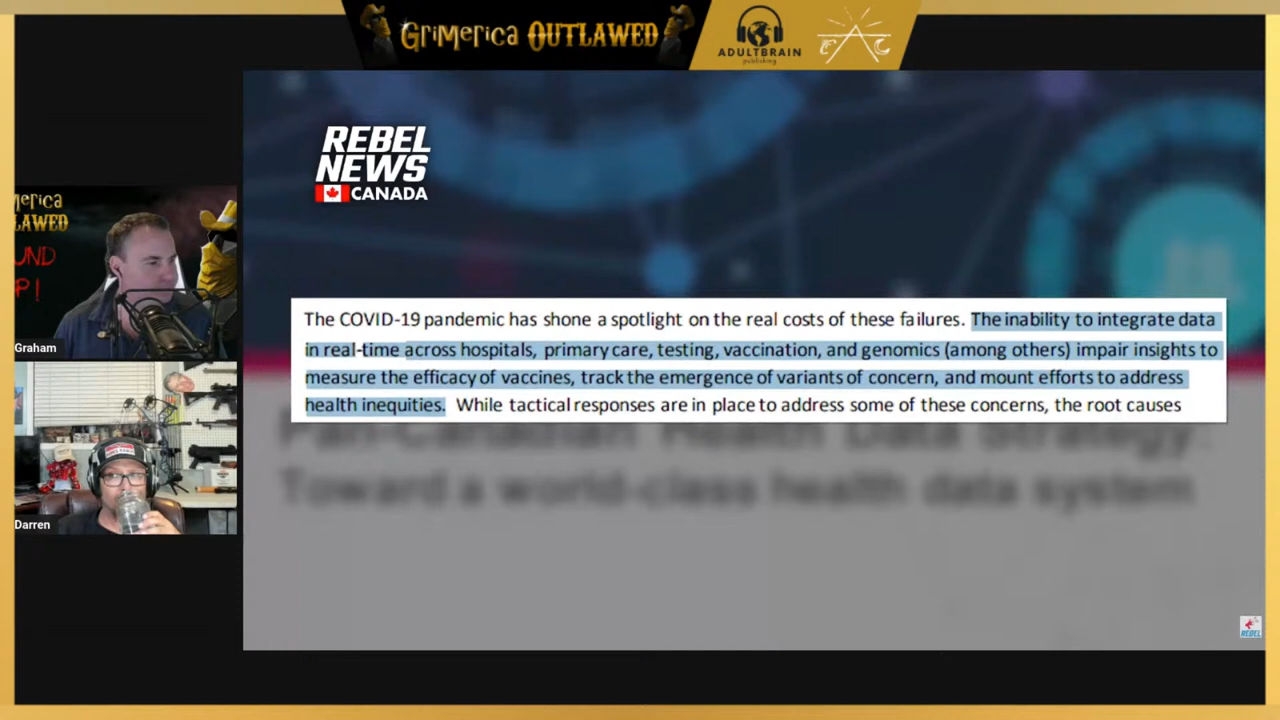 GriMerica OUTLAWED
ADULTBRAIN
publishing
REBEL
NEWS
CANADA
merica
LAWED
UND
P!
Graham
The COVID-19 pandemic has shone a spotlight on the real costs of these failures. The inability to integrate data
in real-time across hospitals, primary care, testing, vaccination, and genomics (among others) impair insights to
measure the efficacy of vaccines, track the emergence of variants of concern, and mount efforts to address
health inequities. While tactical responses are in place to address some of these concerns, the root causes
Pan-Canadian Health Data Strategy:
Toward a world-class health data system
Darren
REBEL